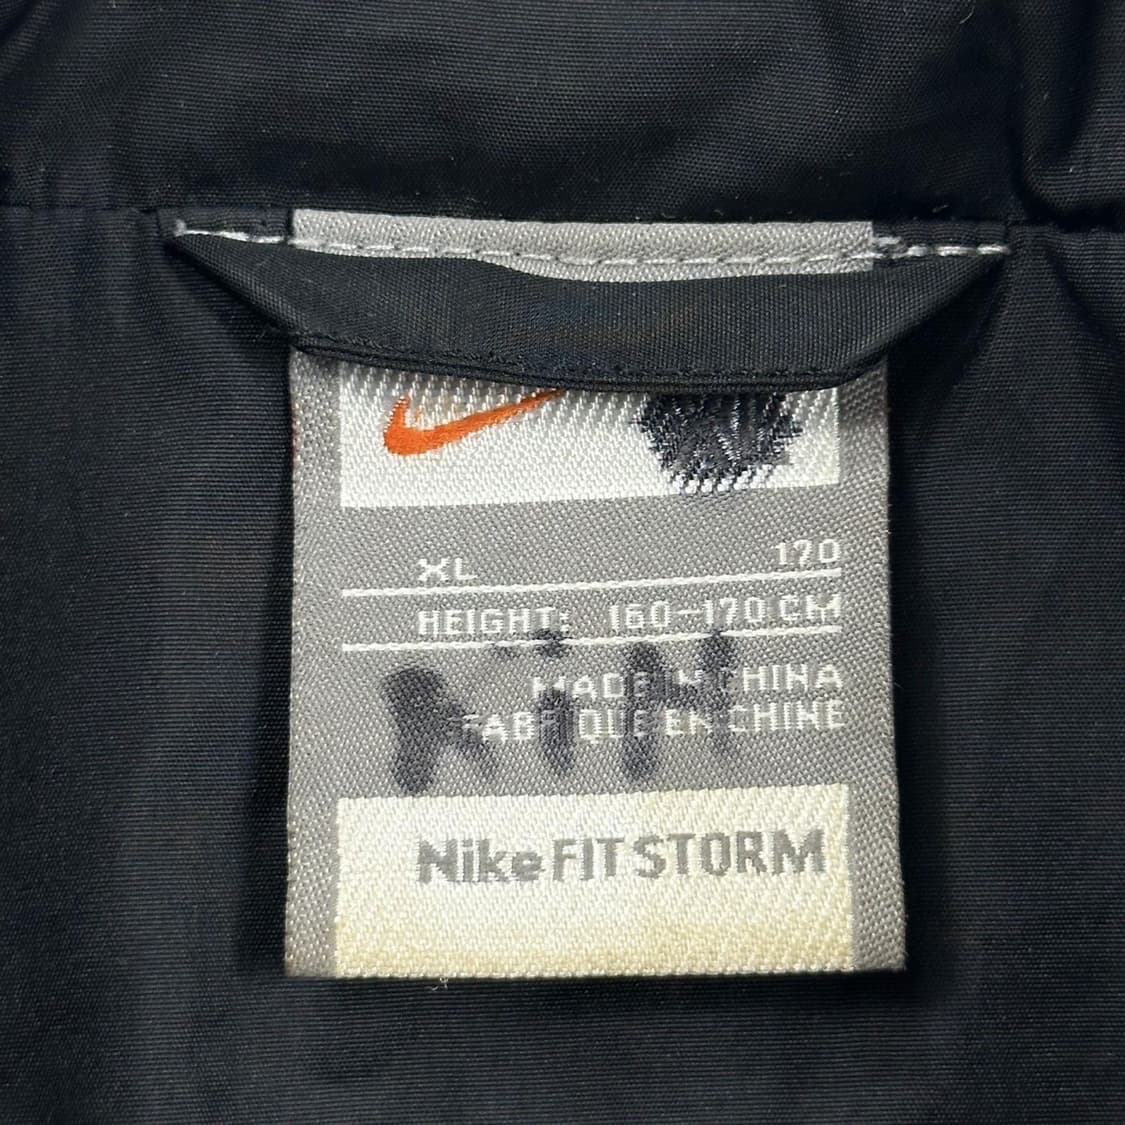 XL 170
HEIGHT: 160-170 CM
MADE IN CHINA
FABRIQUE EN CHINE
Nike FIT STORM